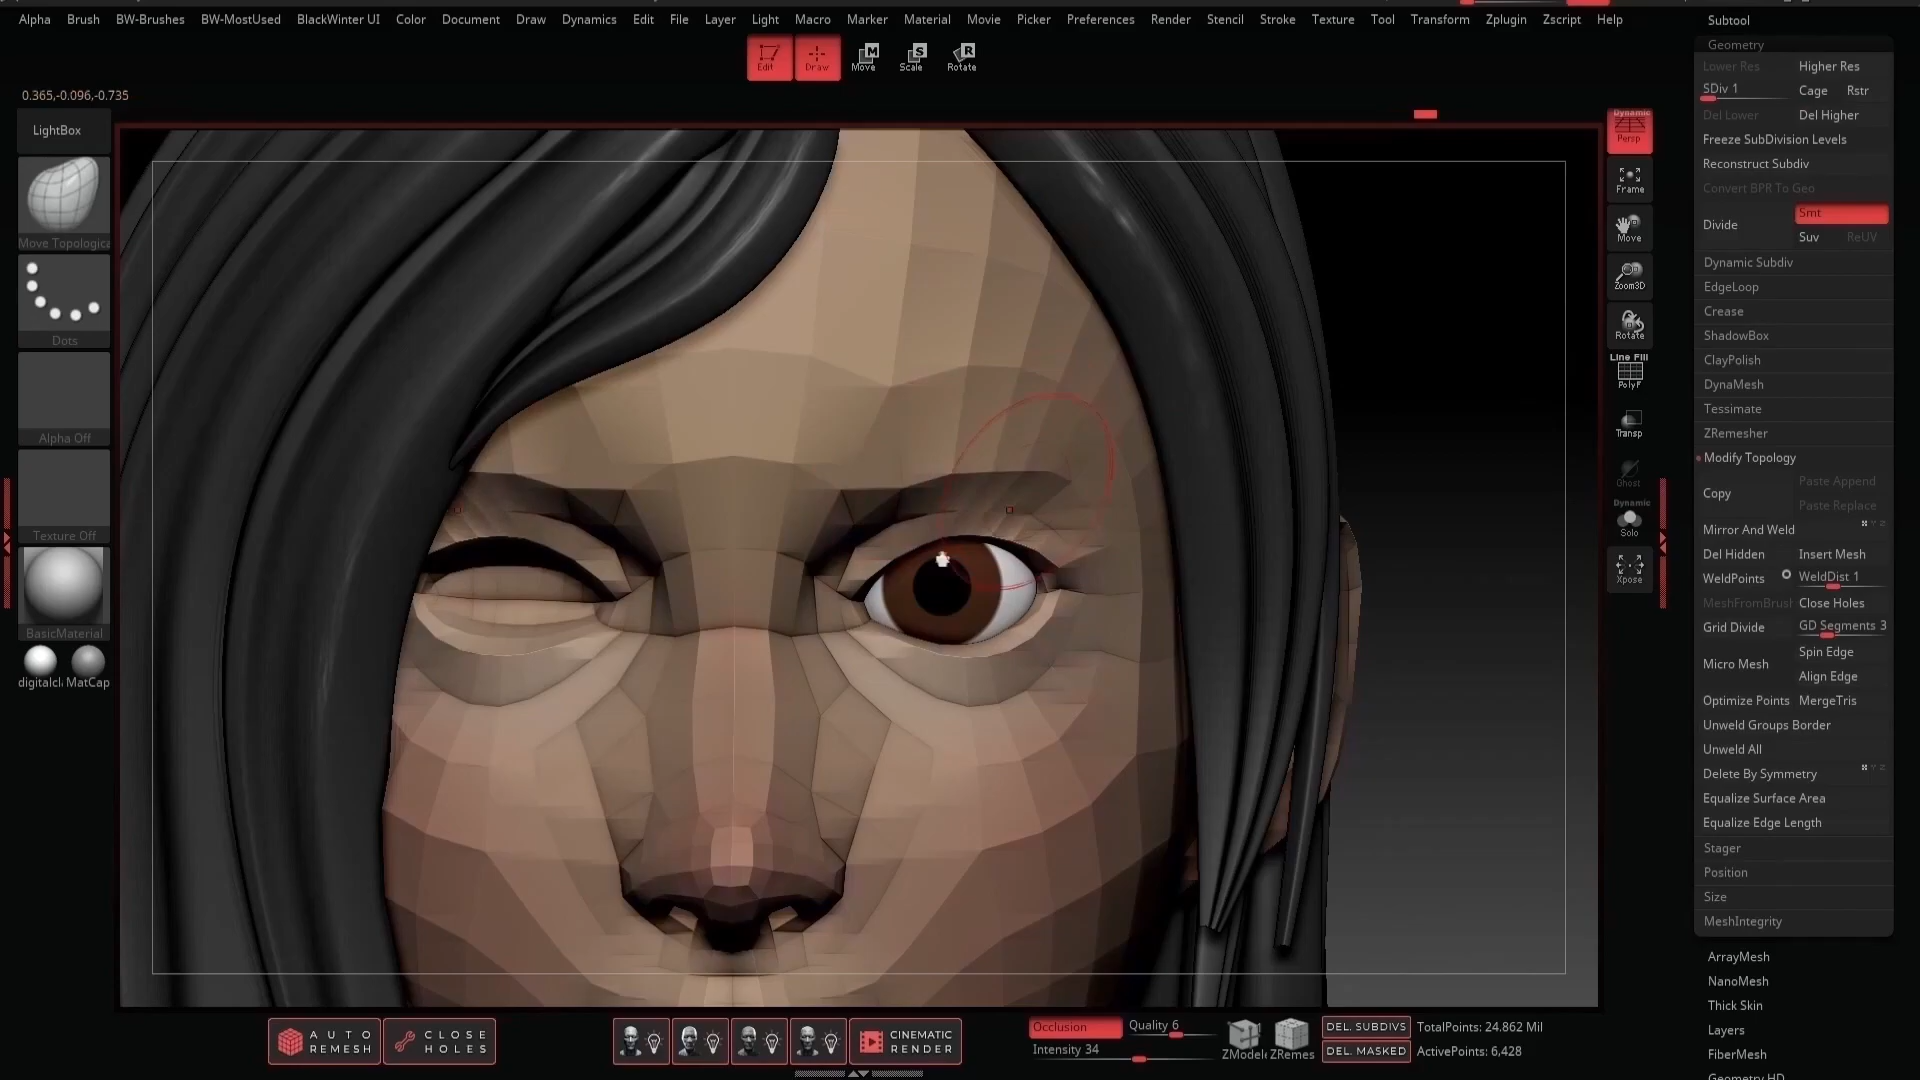 Alpha Brush BW-Brushes BW-MostUsed BlackWinter UI Color Document Draw Dynamics Edit File Layer Light Macro Marker Material Movie Picker Preferences Render Stencil Stroke Texture Tool Transform Zplugin Zscript Help
Edit Draw Move Scale Rotate
M S R
0.365,-0.096,-0.735
LightBox
Move Topologica
Dots
Alpha Off
Texture Off
BasicMaterial
digitalcl MatCap
Dynamic
Persp
Frame
Move
Zoom3D
Rotate
Line Fill
PolyF
Transp
Ghost
Dynamic
Solo
Xpose
Subtool
Geometry
Lower Res Higher Res
SDiv 1 Cage Rstr
Del Lower Del Higher
Freeze SubDivision Levels
Reconstruct Subdiv
Convert BPR To Geo
Divide Smt
Suv ReUV
Dynamic Subdiv
EdgeLoop
Crease
ShadowBox
ClayPolish
DynaMesh
Tessimate
ZRemesher
Modify Topology
Copy Paste Append
Paste Replace
Mirror And Weld
Del Hidden Insert Mesh
WeldPoints WeldDist 1
MeshFromBrush Close Holes
Grid Divide GD Segments 3
Micro Mesh Spin Edge
Align Edge
Optimize Points MergeTris
Unweld Groups Border
Unweld All
Delete By Symmetry
Equalize Surface Area
Equalize Edge Length
Stager
Position
Size
MeshIntegrity
ArrayMesh
NanoMesh
Thick Skin
Layers
FiberMesh
Geometry HD
AUTO REMESH
CLOSE HOLES
CINEMATIC RENDER
Occlusion Quality 6
Intensity 34
ZModele ZRemes
DEL. SUBDIVS
DEL. MASKED
TotalPoints: 24.862 Mil
ActivePoints: 6,428